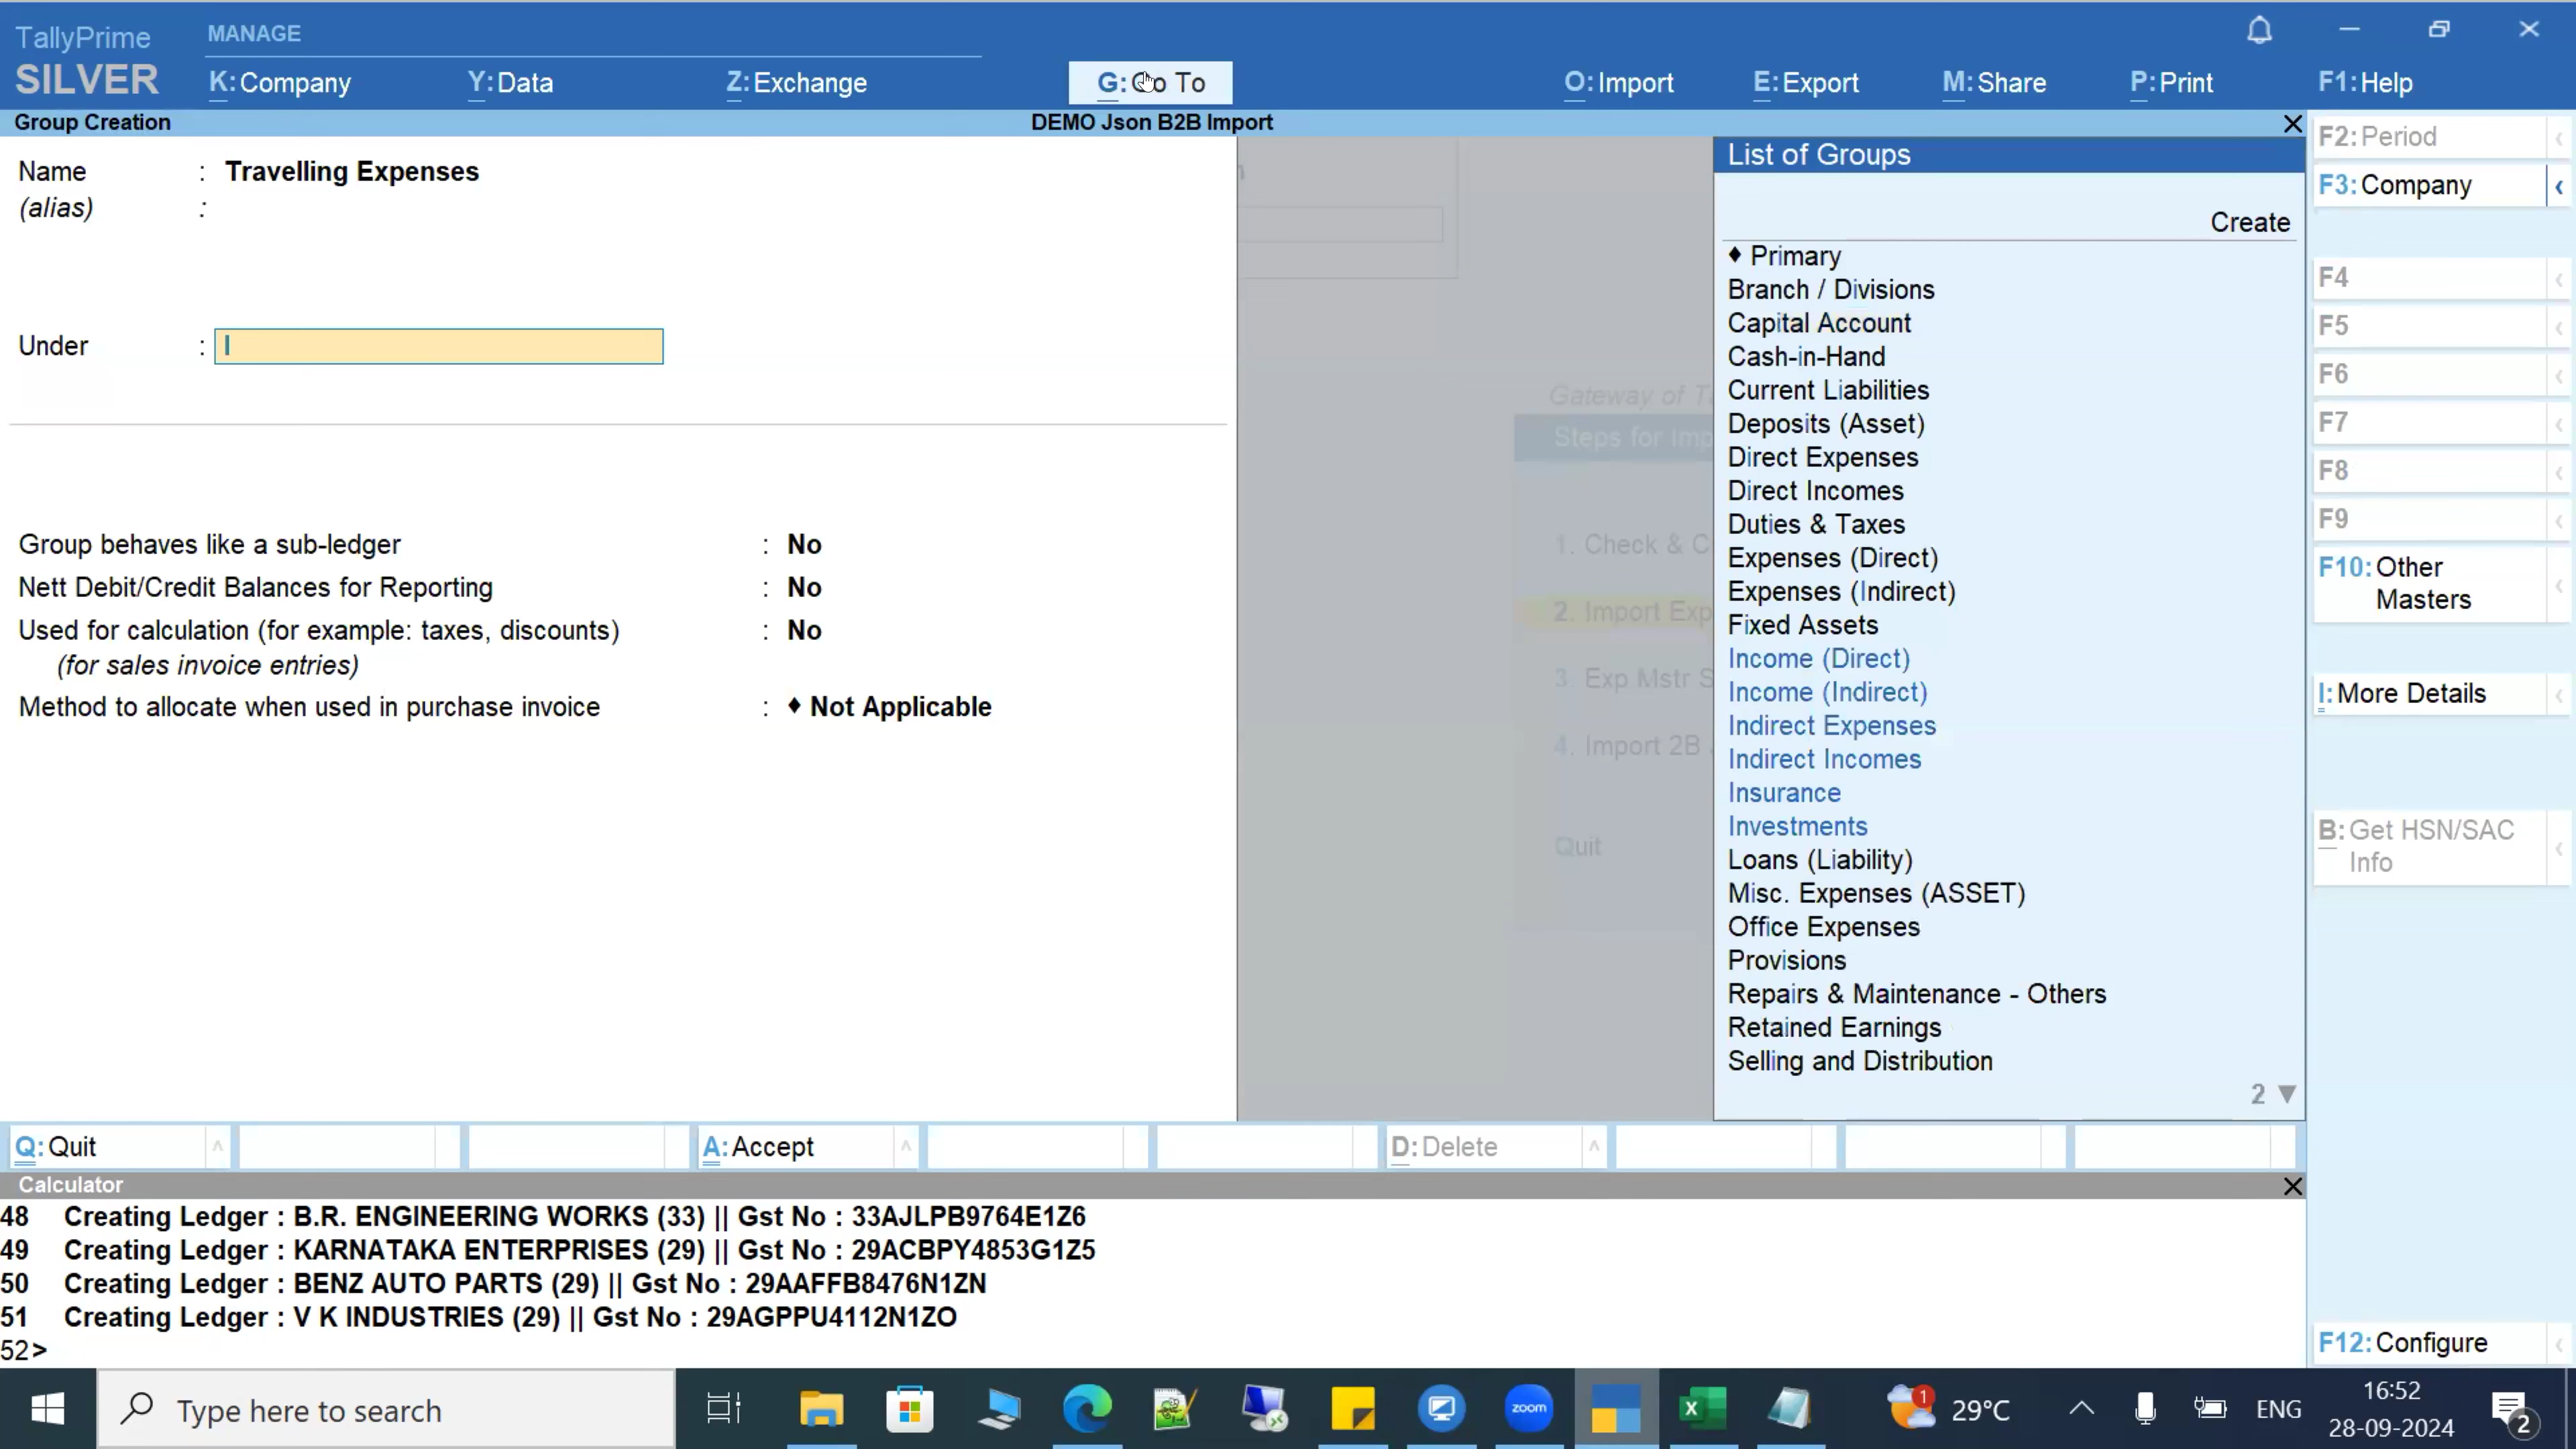 TallyPrime
SILVER
MANAGE
K:Company
Y:Data
Z:Exchange
G:Go To
O:Import
E:Export
M:Share
P:Print
F1:Help
Group Creation
DEMO Json B2B Import
Name : Travelling Expenses
(alias) :
Under : I
Group behaves like a sub-ledger : No
Nett Debit/Credit Balances for Reporting : No
Used for calculation (for example: taxes, discounts) : No
(for sales invoice entries)
Method to allocate when used in purchase invoice : ♦ Not Applicable
Gateway of T
Steps for Imp
1. Check & C
2. Import Exp
3. Exp Mstr S
4. Import 2B
Quit
List of Groups
Create
♦ Primary
Branch / Divisions
Capital Account
Cash-in-Hand
Current Liabilities
Deposits (Asset)
Direct Expenses
Direct Incomes
Duties & Taxes
Expenses (Direct)
Expenses (Indirect)
Fixed Assets
Income (Direct)
Income (Indirect)
Indirect Expenses
Indirect Incomes
Insurance
Investments
Loans (Liability)
Misc. Expenses (ASSET)
Office Expenses
Provisions
Repairs & Maintenance - Others
Retained Earnings
Selling and Distribution
2 ▼
F2:Period
F3:Company
F4
F5
F6
F7
F8
F9
F10:Other
Masters
I:More Details
B:Get HSN/SAC
Info
F12:Configure
Q:Quit
A:Accept
D:Delete
Calculator
48 Creating Ledger : B.R. ENGINEERING WORKS (33) || Gst No : 33AJLPB9764E1Z6
49 Creating Ledger : KARNATAKA ENTERPRISES (29) || Gst No : 29ACBPY4853G1Z5
50 Creating Ledger : BENZ AUTO PARTS (29) || Gst No : 29AAFFB8476N1ZN
51 Creating Ledger : V K INDUSTRIES (29) || Gst No : 29AGPPU4112N1ZO
52>
Type here to search
zoom
1
29°C
ENG
16:52
28-09-2024
2